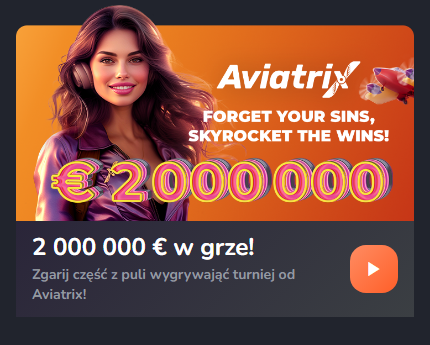 Aviatrix
FORGET YOUR SINS,
SKYROCKET THE WINS!
€ 2 000 000
2 000 000 € w grze!
Zgarij część z puli wygrywająć turniej od
Aviatrix!